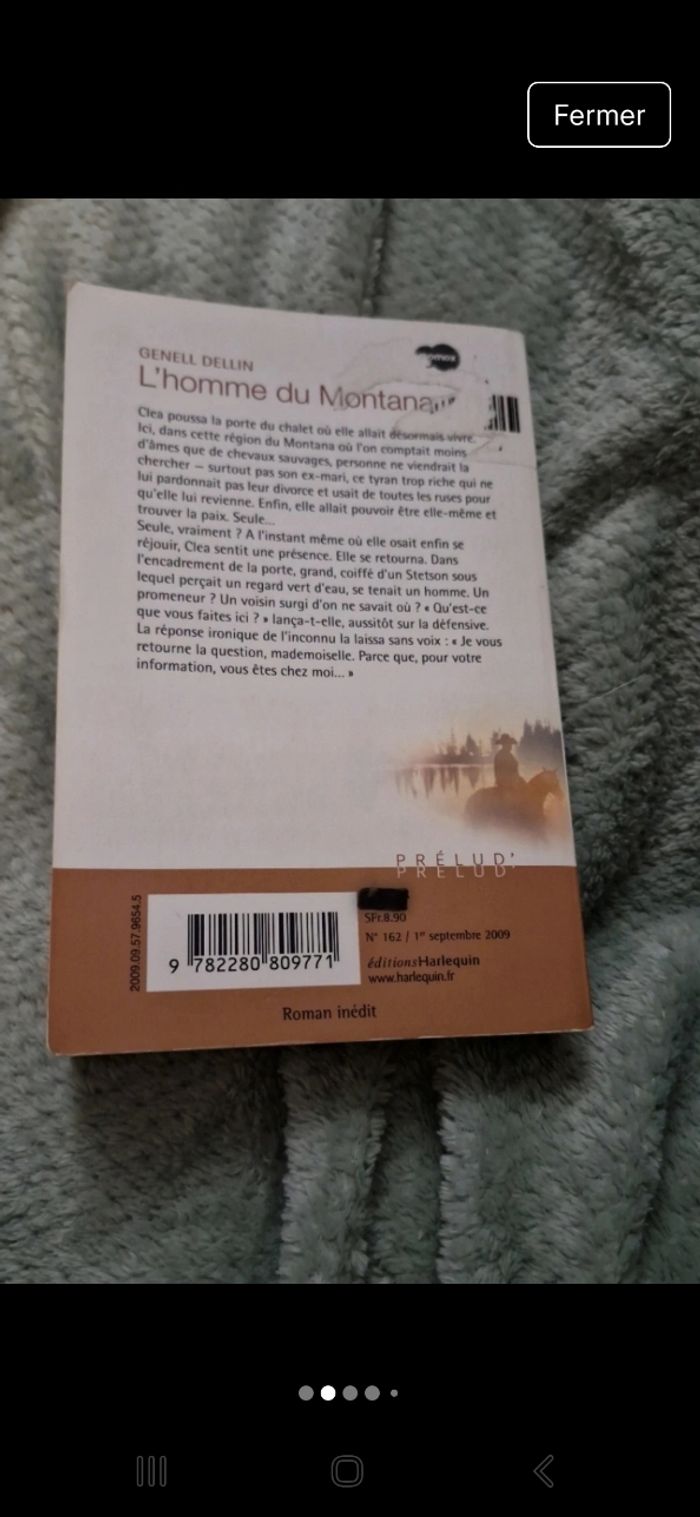 Fermer
GENELL DELLIN
L'homme du Montana
Clea poussa la porte du chalet où elle allait désormais vivre.
Ici, dans cette région du Montana où l'on comptait moins
d'âmes que de chevaux sauvages, personne ne viendrait la
chercher — surtout pas son ex-mari, ce tyran trop riche qui ne
lui pardonnait pas leur divorce et usait de toutes les ruses pour
qu'elle lui revienne. Enfin, elle allait pouvoir être elle-même et
trouver la paix. Seule...
Seule, vraiment ? A l'instant même où elle osait enfin se
réjouir, Clea sentit une présence. Elle se retourna. Dans
l'encadrement de la porte, grand, coiffé d'un Stetson sous
lequel perçait un regard vert d'eau, se tenait un homme. Un
promeneur ? Un voisin surgi d'on ne savait où ? « Qu'est-ce
que vous faites ici ? » lança-t-elle, aussitôt sur la défensive.
La réponse ironique de l'inconnu la laissa sans voix : « Je vous
retourne la question, mademoiselle. Parce que, pour votre
information, vous êtes chez moi... »
PRÉLUD'
PRELUD'
2009.09.57.9654.5
SFr.8.90
N° 162 / 1er septembre 2009
éditionsHarlequin
www.harlequin.fr
9 782280 809771
Roman inédit